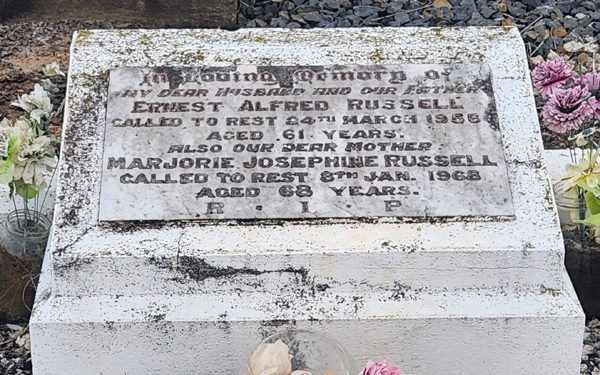 In Loving Memory Of
MY DEAR HUSBAND AND OUR FATHER
ERNEST ALFRED RUSSELL
CALLED TO REST 24TH MARCH 1956
AGED 61 YEARS.
ALSO OUR DEAR MOTHER
MARJORIE JOSEPHINE RUSSELL
CALLED TO REST 8TH JAN. 1968
AGED 68 YEARS.
R · I · P